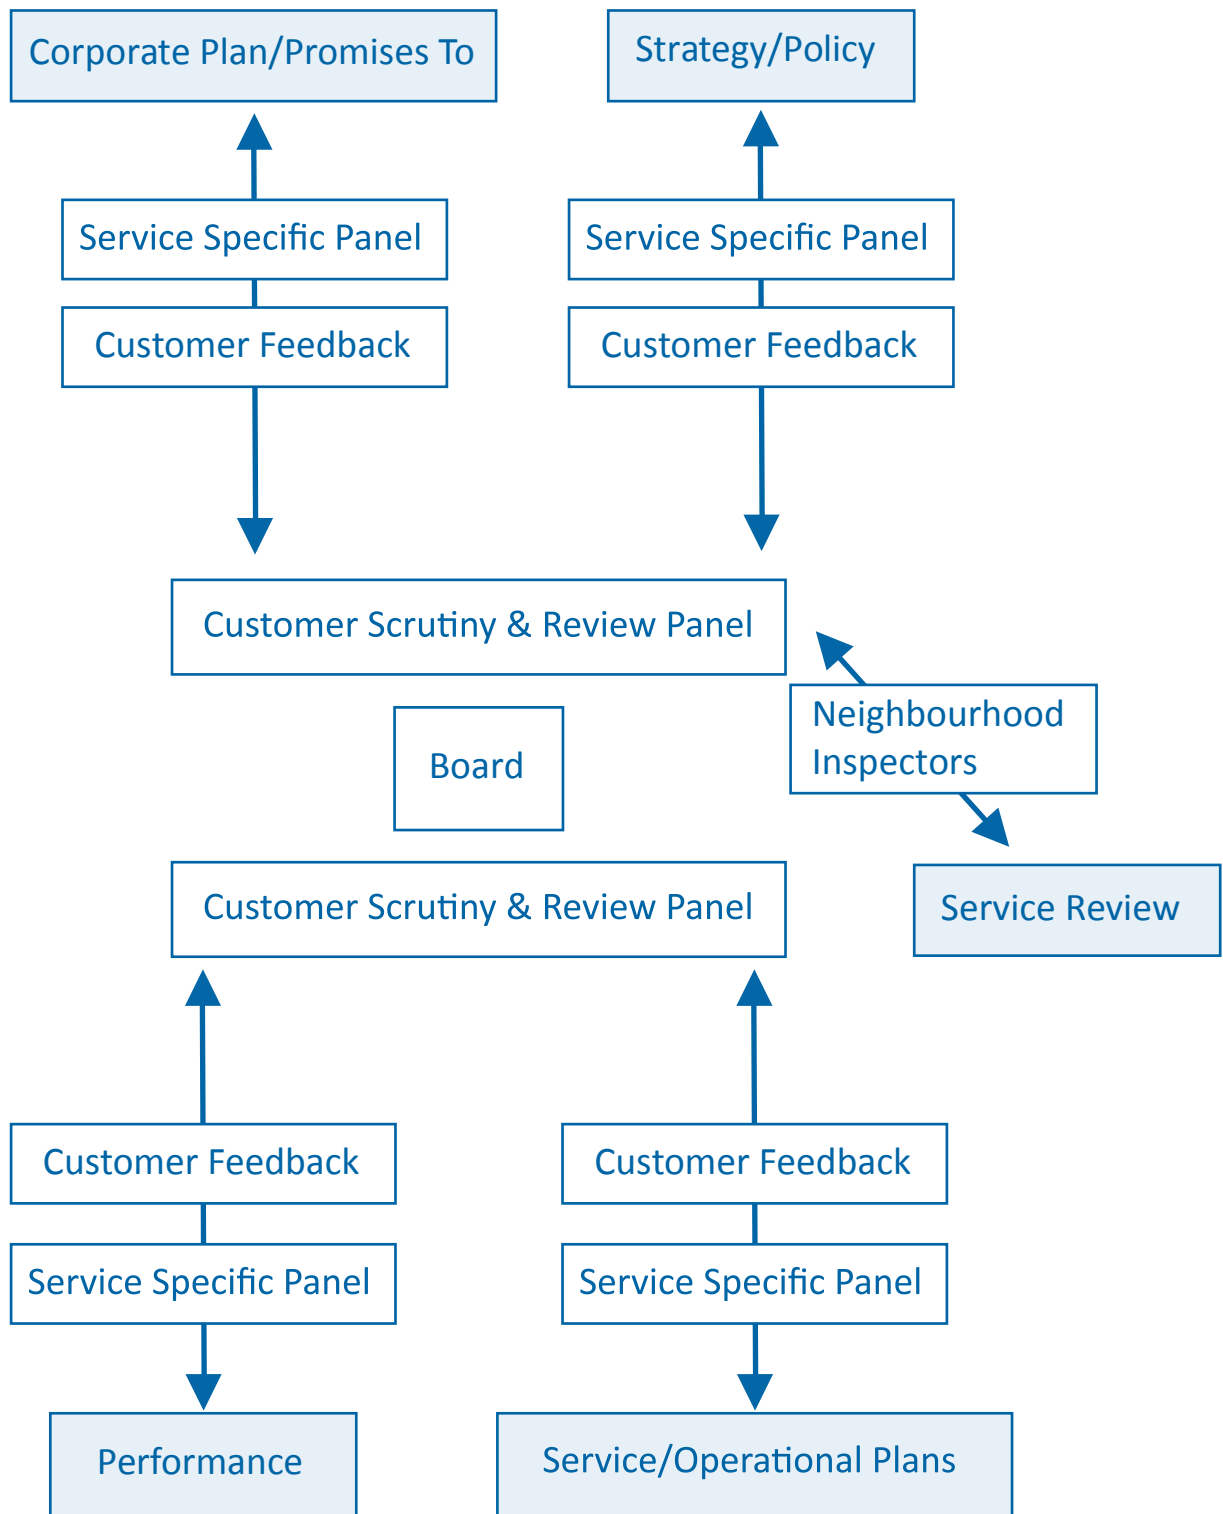 Corporate Plan/Promises To
Strategy/Policy
Service Specific Panel
Service Specific Panel
Customer Feedback
Customer Feedback
Customer Scrutiny & Review Panel
Neighbourhood
Inspectors
Board
Customer Scrutiny & Review Panel
Service Review
Customer Feedback
Customer Feedback
Service Specific Panel
Service Specific Panel
Performance
Service/Operational Plans